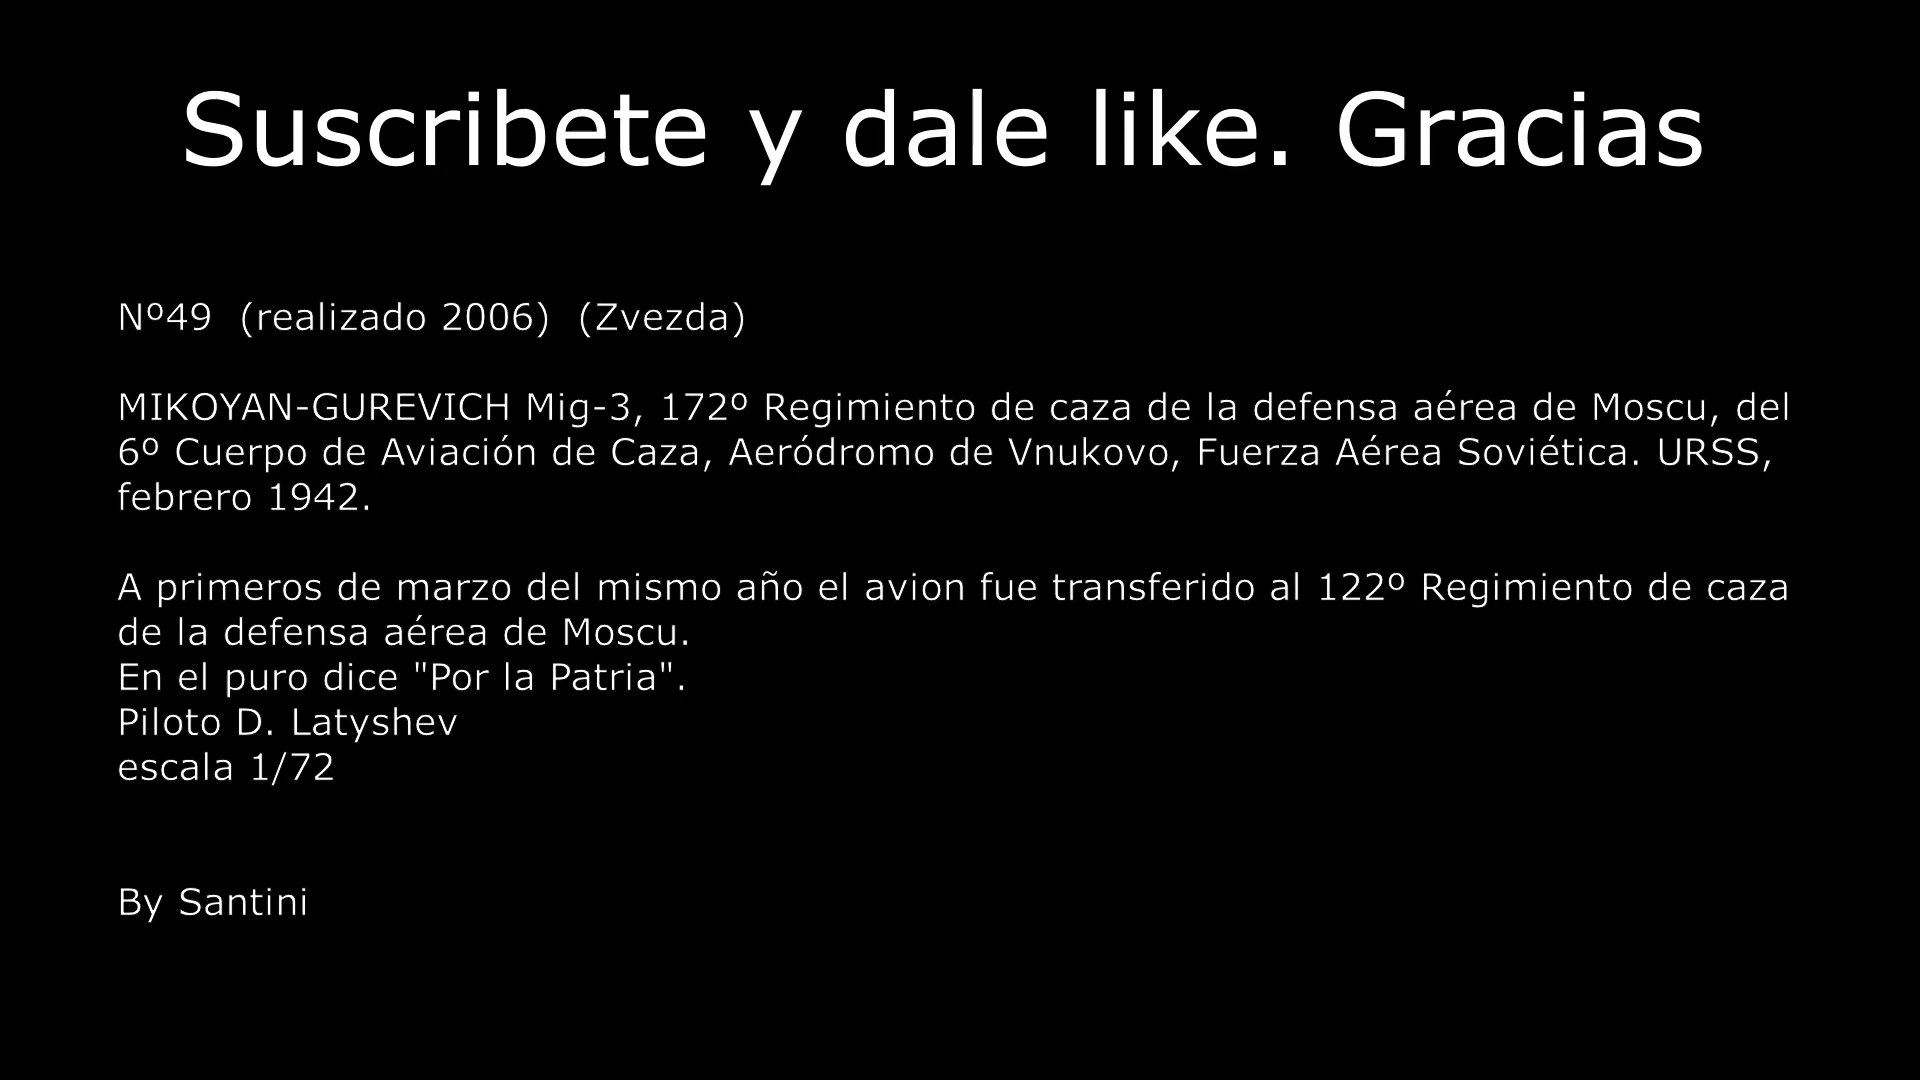 Suscribete y dale like. Gracias
Nº49  (realizado 2006)  (Zvezda)
MIKOYAN-GUREVICH Mig-3, 172º Regimiento de caza de la defensa aérea de Moscu, del
6º Cuerpo de Aviación de Caza, Aeródromo de Vnukovo, Fuerza Aérea Soviética. URSS,
febrero 1942.
A primeros de marzo del mismo año el avion fue transferido al 122º Regimiento de caza
de la defensa aérea de Moscu.
En el puro dice "Por la Patria".
Piloto D. Latyshev
escala 1/72
By Santini